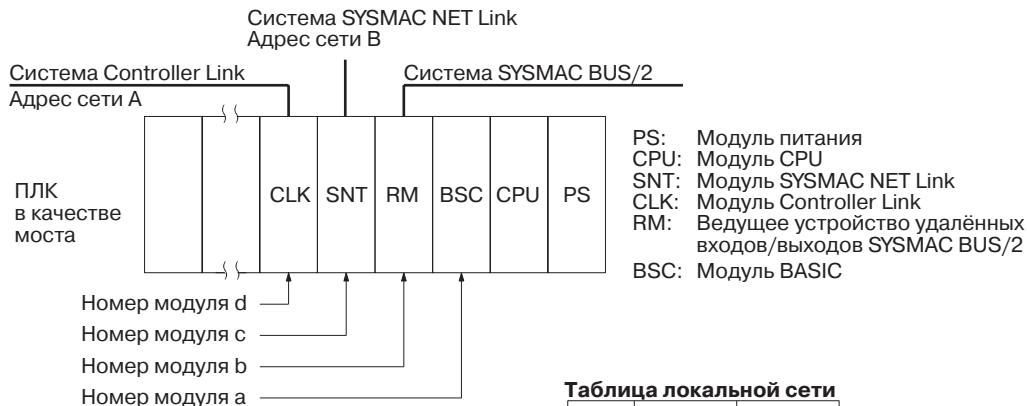 Система SYSMAC NET Link
Адрес сети B
Система Controller Link
Система SYSMAC BUS/2
Адрес сети A
ПЛК
в качестве
моста
CLK SNT RM BSC CPU PS
PS: Модуль питания
CPU: Модуль CPU
SNT: Модуль SYSMAC NET Link
CLK: Модуль Controller Link
RM: Ведущее устройство удалённых
входов/выходов SYSMAC BUS/2
BSC: Модуль BASIC
Номер модуля d
Номер модуля c
Номер модуля b
Номер модуля a
Таблица локальной сети